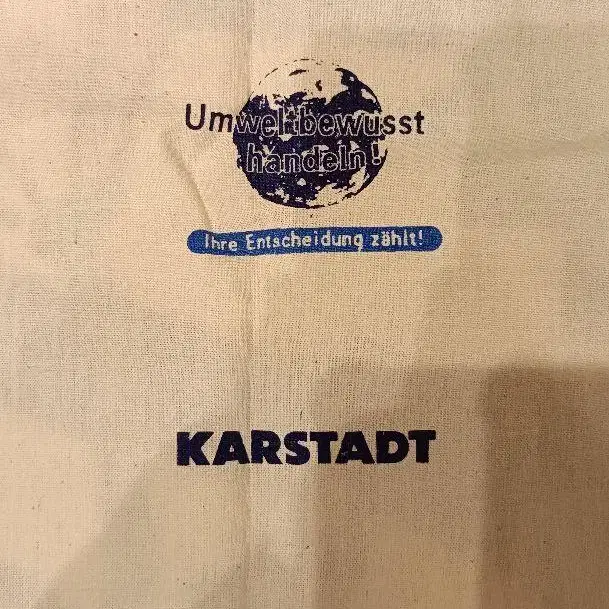 Umweltbewusst
handeln!
Ihre Entscheidung zählt!
KARSTADT